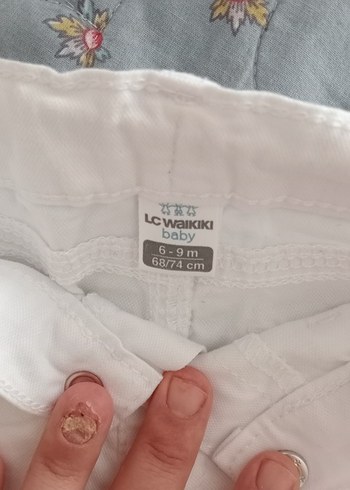 LC WAIKIKI
baby
6 - 9 m
68/74 cm